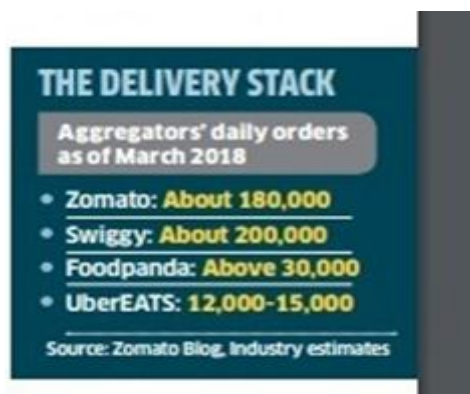 THE DELIVERY STACK
Aggregators' daily orders
as of March 2018
• Zomato: About 180,000
• Swiggy: About 200,000
• Foodpanda: Above 30,000
• UberEATS: 12,000-15,000
Source: Zomato Blog, Industry estimates